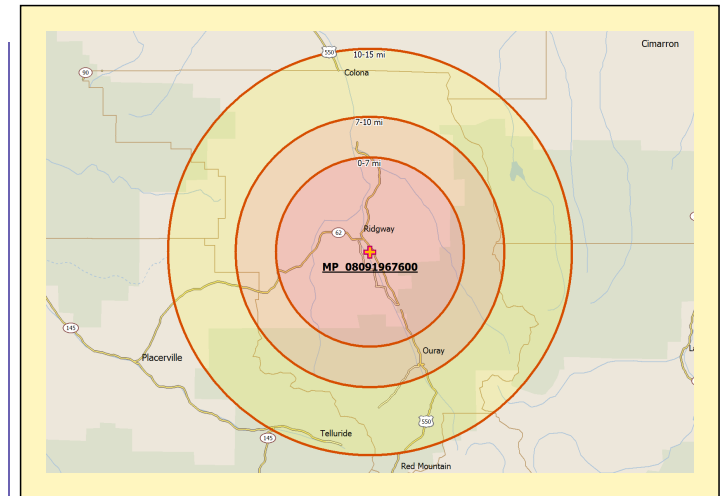 Cimarron
550
10-15 mi
90
Colona
7-10 mi
0-7 mi
62
Ridgway
MP_08091967600
145
Placerville
Ouray
550
Telluride
145
Red Mountain